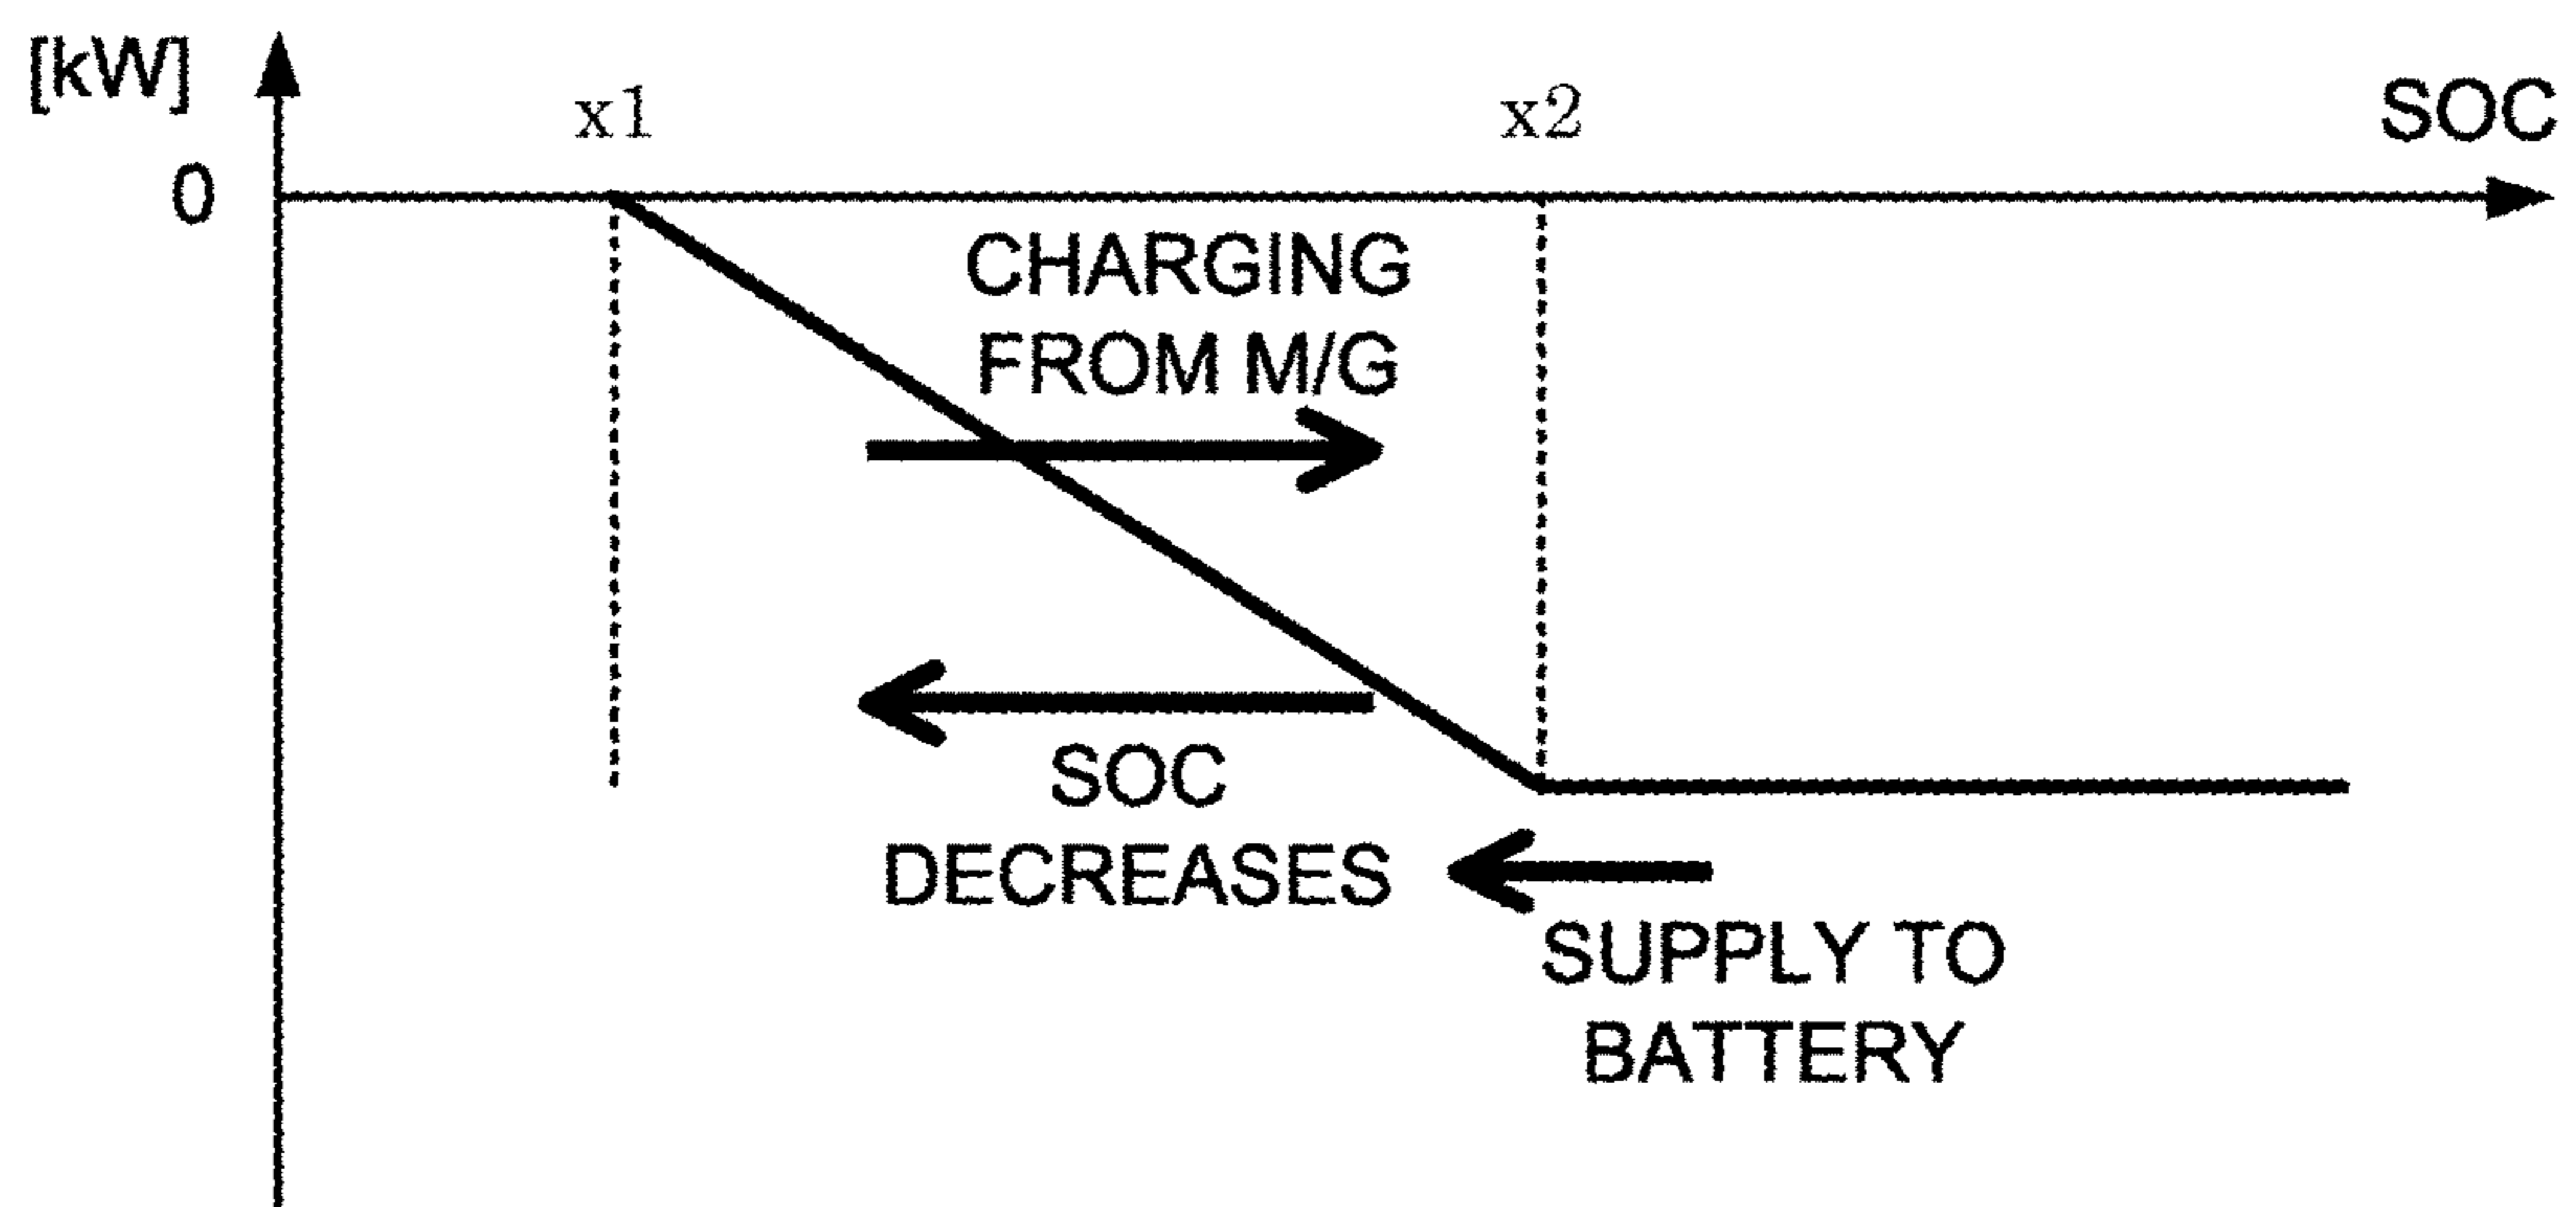 [kW]
x1
x2
SOC
0
CHARGING
FROM M/G
SOC
DECREASES
SUPPLY TO
BATTERY